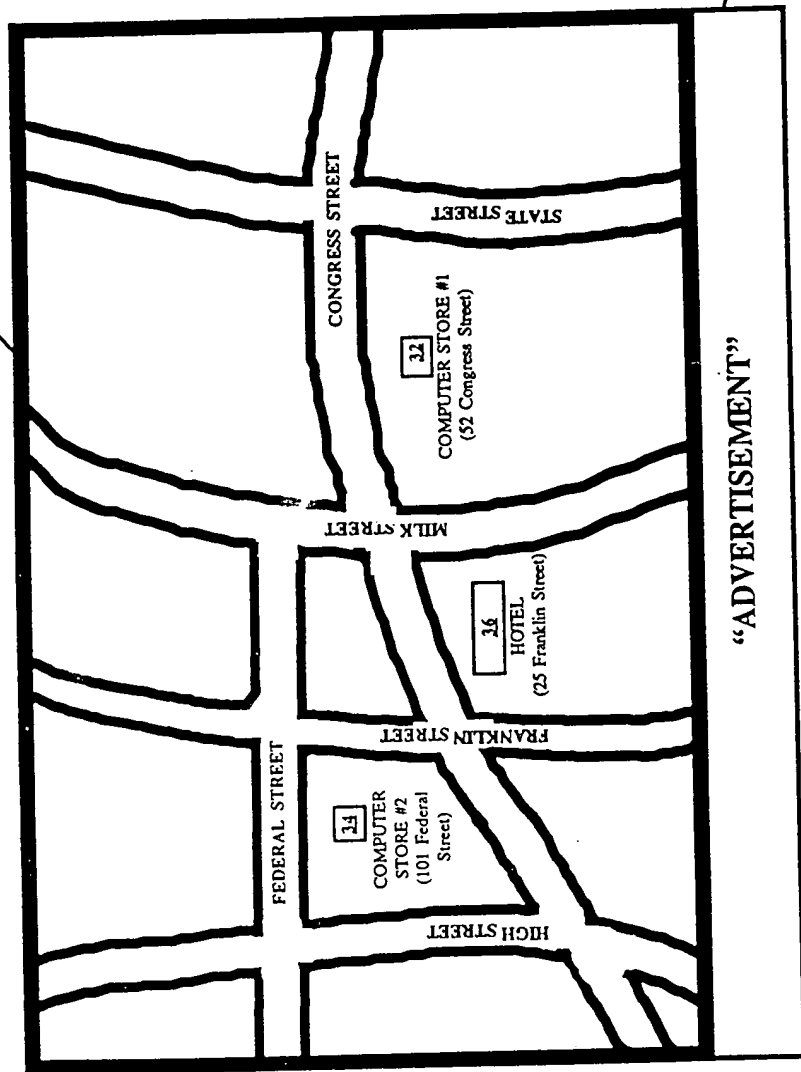 CONGRESS STREET
STATE STREET
32
COMPUTER STORE #1
(52 Congress Street)
MILK STREET
36
HOTEL
(25 Franklin Street)
FRANKLIN STREET
FEDERAL STREET
34
COMPUTER
STORE #2
(101 Federal
Street)
HIGH STREET
“ADVERTISEMENT”